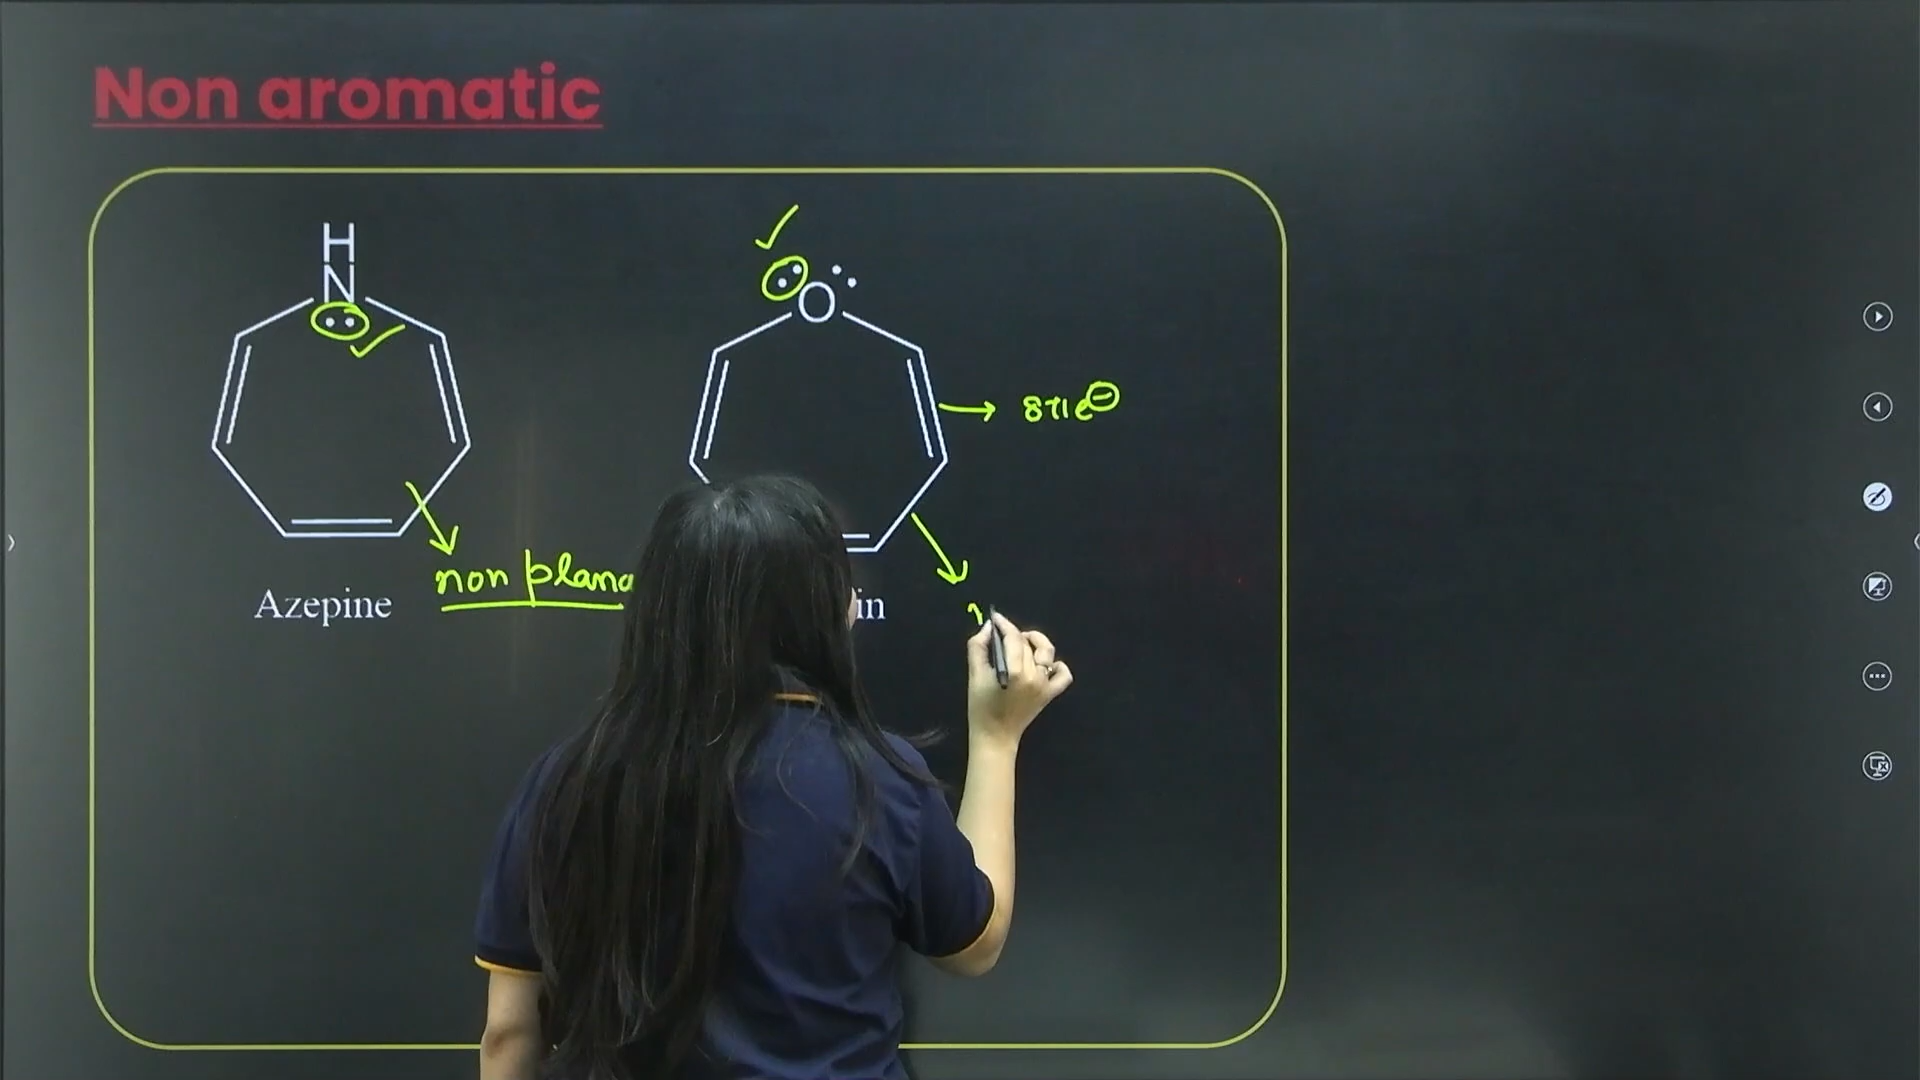 Non aromatic
H
N
O
8πe⊖
non plana
Azepine
in